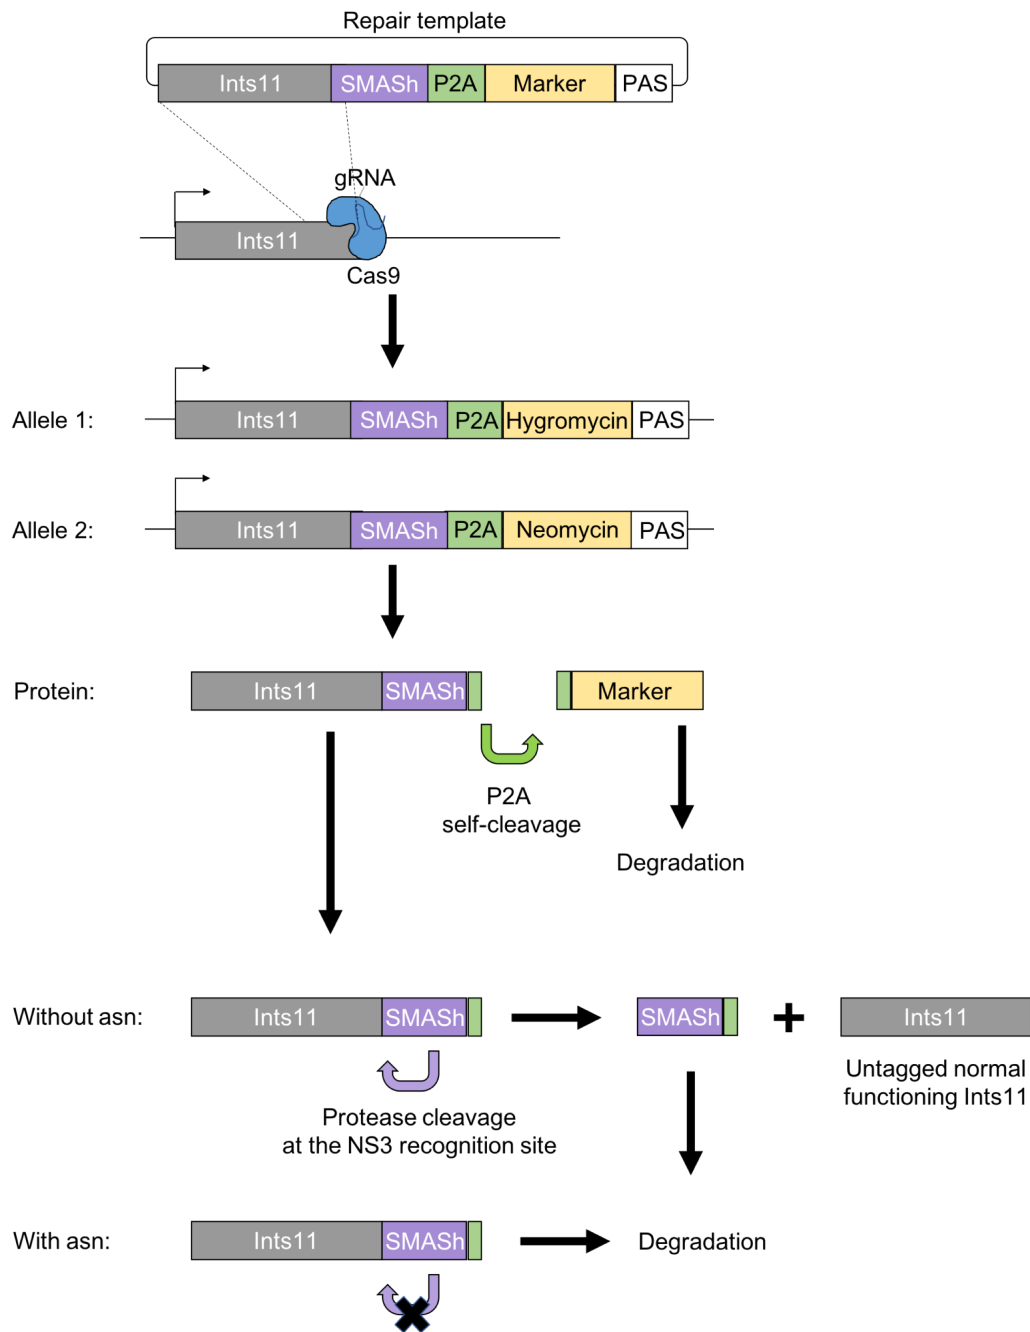 Repair template
Ints11 SMASh P2A Marker PAS
gRNA
Ints11
Cas9
Allele 1: Ints11 SMASh P2A Hygromycin PAS
Allele 2: Ints11 SMASh P2A Neomycin PAS
Protein: Ints11 SMASh Marker
P2A
self-cleavage
Degradation
Without asn: Ints11 SMASh SMASh + Ints11
Protease cleavage
at the NS3 recognition site
Untagged normal
functioning Ints11
With asn: Ints11 SMASh Degradation